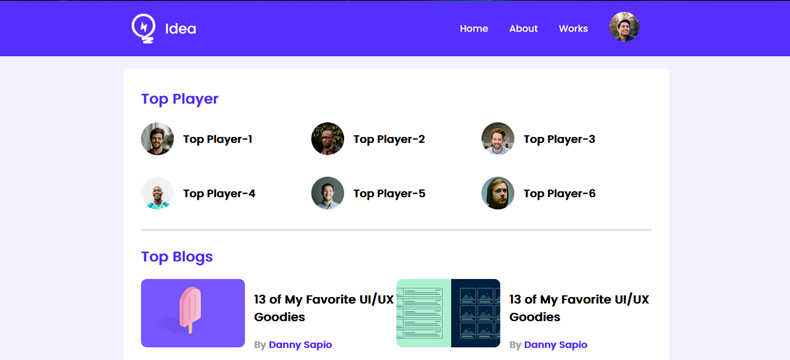 Idea
Home About Works
Top Player
Top Player-1 Top Player-2 Top Player-3
Top Player-4 Top Player-5 Top Player-6
Top Blogs
13 of My Favorite UI/UX
Goodies
By Danny Sapio
13 of My Favorite UI/UX
Goodies
By Danny Sapio